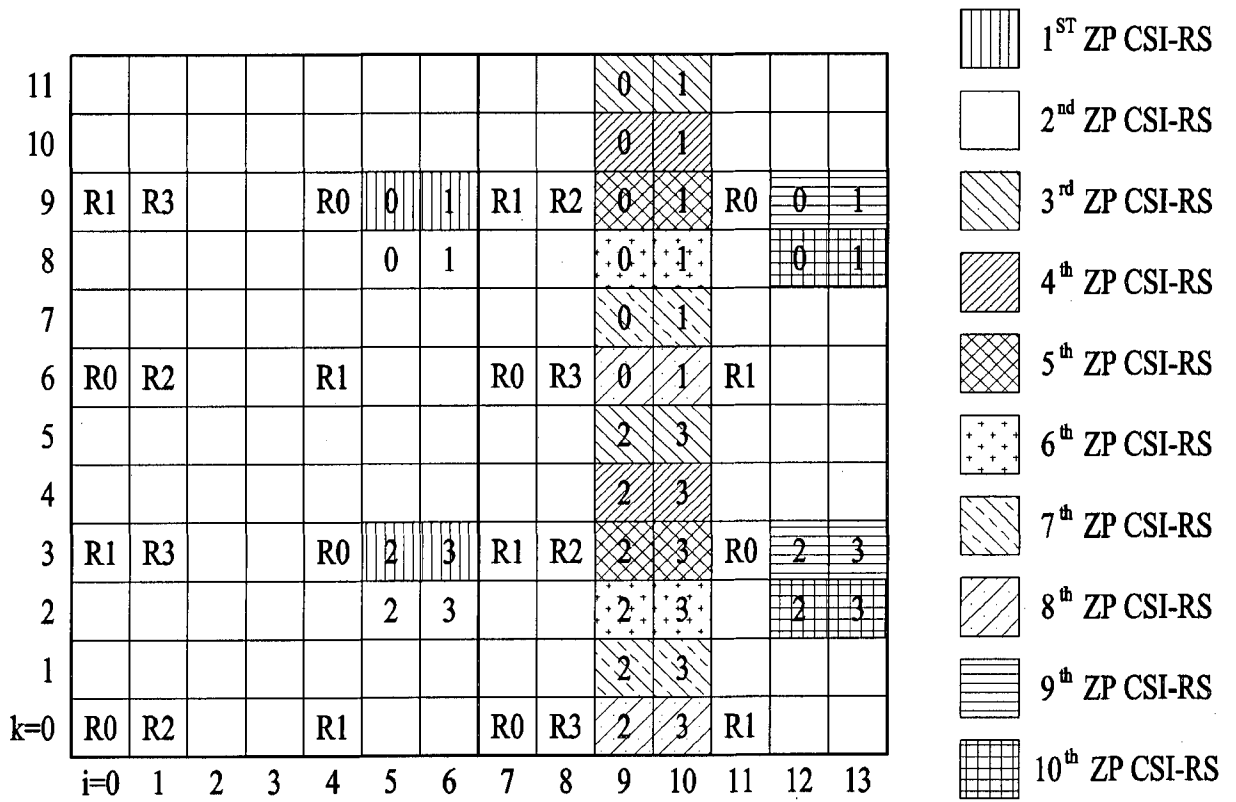 11 0 1
10 0 1
9 R1 R3 R0 0 1 R1 R2 0 1 R0 0 1
8 0 1 0 1 0 1
7 0 1
6 R0 R2 R1 R0 R3 0 1 R1
5 2 3
4 2 3
3 R1 R3 R0 2 3 R1 R2 2 3 R0 2 3
2 2 3 2 3 2 3
1 2 3
k=0 R0 R2 R1 R0 R3 2 3 R1
i=0 1 2 3 4 5 6 7 8 9 10 11 12 13
1ST ZP CSI-RS
2nd ZP CSI-RS
3rd ZP CSI-RS
4th ZP CSI-RS
5th ZP CSI-RS
6th ZP CSI-RS
7th ZP CSI-RS
8th ZP CSI-RS
9th ZP CSI-RS
10th ZP CSI-RS